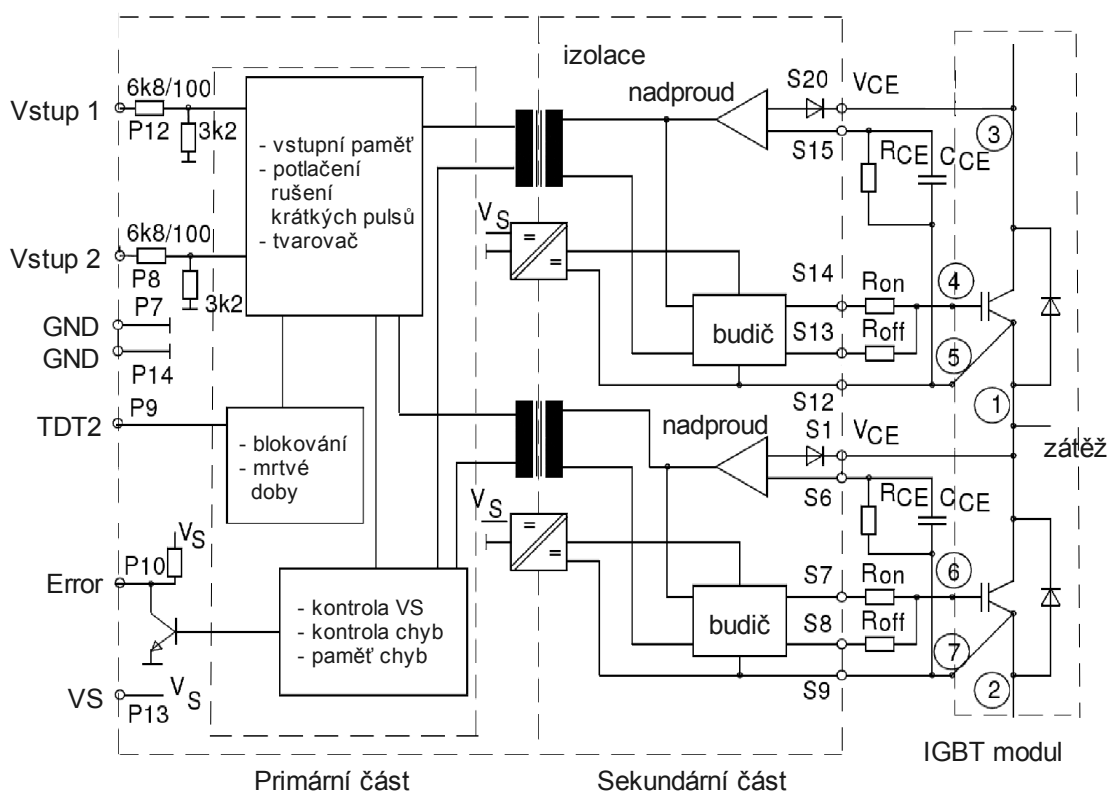 izolace
6k8/100
Vstup 1
P12
3k2
- vstupní paměť
- potlačení
rušení
krátkých pulsů
- tvarovač
nadproud
S20
VCE
S15
RCE
CCE
3
VS
=
=
6k8/100
Vstup 2
P8
3k2
P7
GND
GND
P14
S14
Ron
4
budič
S13
Roff
5
S12
1
P9
TDT2
- blokování
- mrtvé
doby
nadproud
S1
VCE
zátěž
S6
RCE
CCE
VS
=
=
VS
P10
Error
- kontrola VS
- kontrola chyb
- paměť chyb
S7
Ron
6
budič
S8
Roff
7
S9
2
VS
VS
P13
IGBT modul
Primární část
Sekundární část